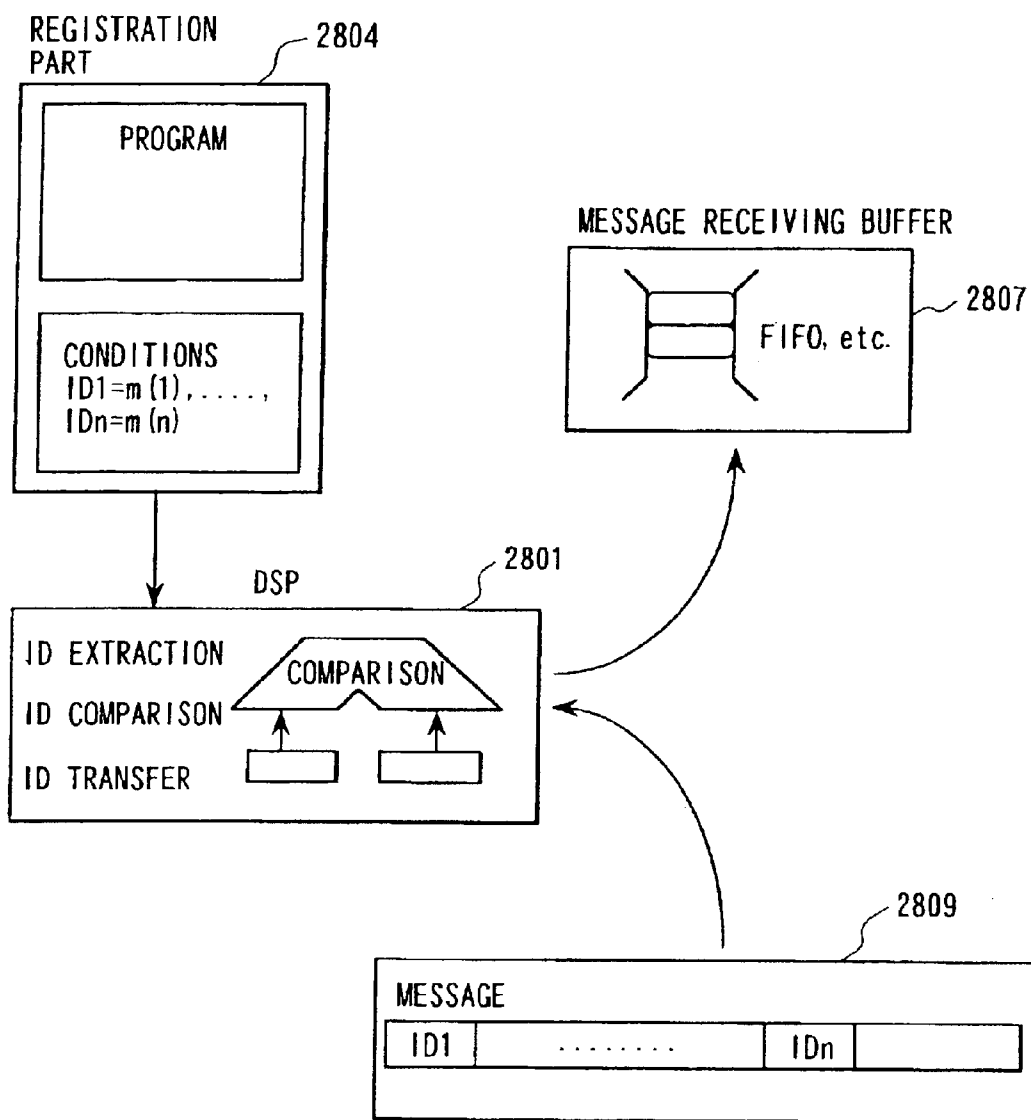 REGISTRATION
PART
2804
PROGRAM
CONDITIONS
ID1=m(1),.....,
IDn=m(n)
MESSAGE RECEIVING BUFFER
2807
FIFO, etc.
DSP
2801
ID EXTRACTION
COMPARISON
ID COMPARISON
ID TRANSFER
2809
MESSAGE
ID1 ........ IDn